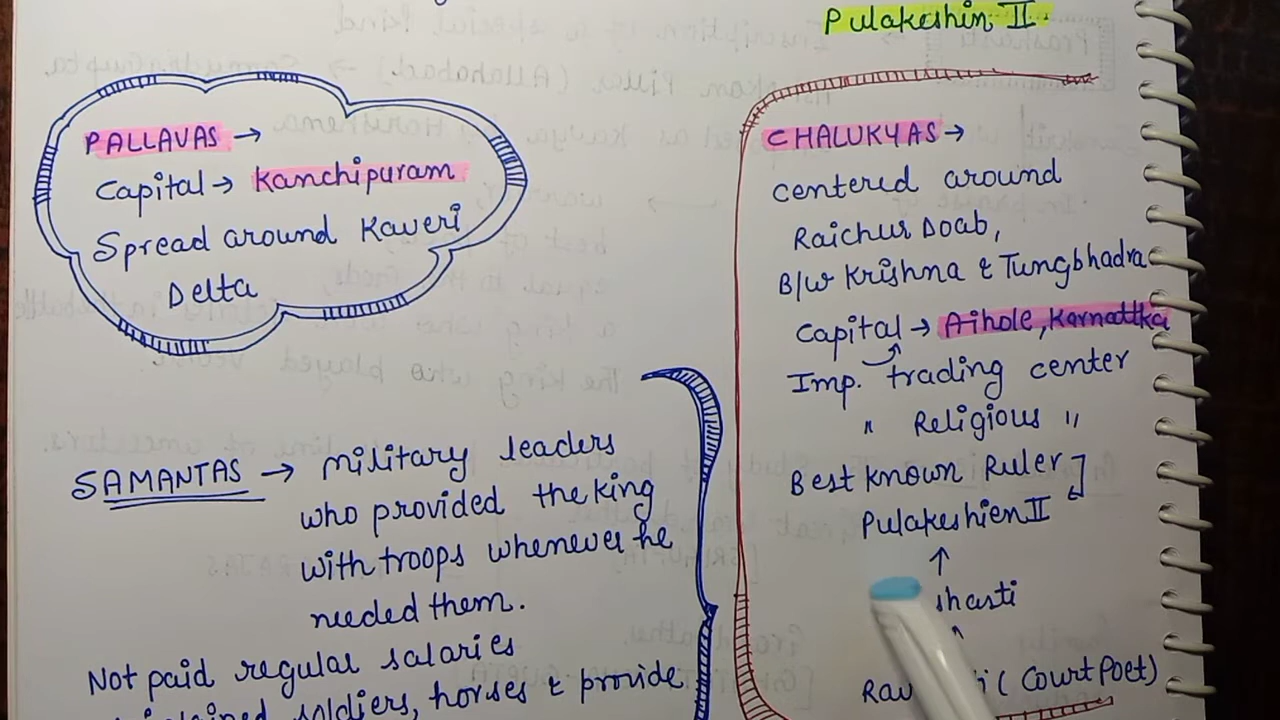 Pulakeshin II
PALLAVAS →
Capital → Kanchipuram
Spread around Kaveri
Delta
SAMANTAS → military leaders
who provided the king
with troops whenever he
needed them.
Not paid regular salaries
soldiers, horses & provide
CHALUKYAS →
centered around
Raichur Doab,
B/W Krishna & Tungbhadra
Capital → Aihole, Karnattka
Imp. trading center
" Religious "
Best known Ruler
Pulakeshien II
↑
(Court Poet)